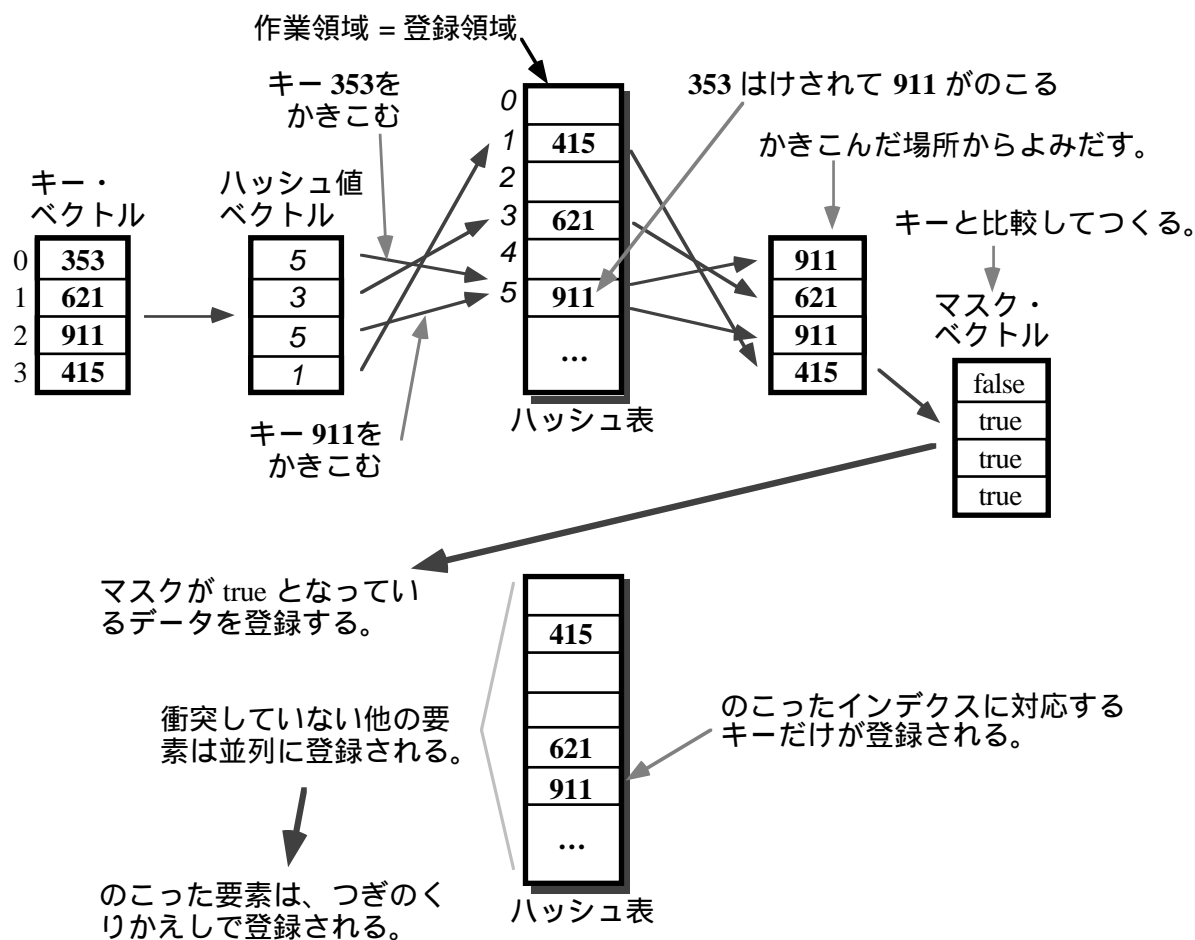 作業領域 = 登録領域
キー 353を
かきこむ
353 はけされて 911 がのこる
かきこんだ場所からよみだす。
キーと比較してつくる。
キー・
ベクトル
0 353
1 621
2 911
3 415
ハッシュ値
ベクトル
5
3
5
1
キー 911を
かきこむ
0
1 415
2
3 621
4
5 911
...
ハッシュ表
911
621
911
415
マスク・
ベクトル
false
true
true
true
マスクが true となってい
るデータを登録する。
衝突していない他の要
素は並列に登録される。
のこった要素は、つぎのく
りかえしで登録される。
415
621
911
...
ハッシュ表
のこったインデクスに対応する
キーだけが登録される。